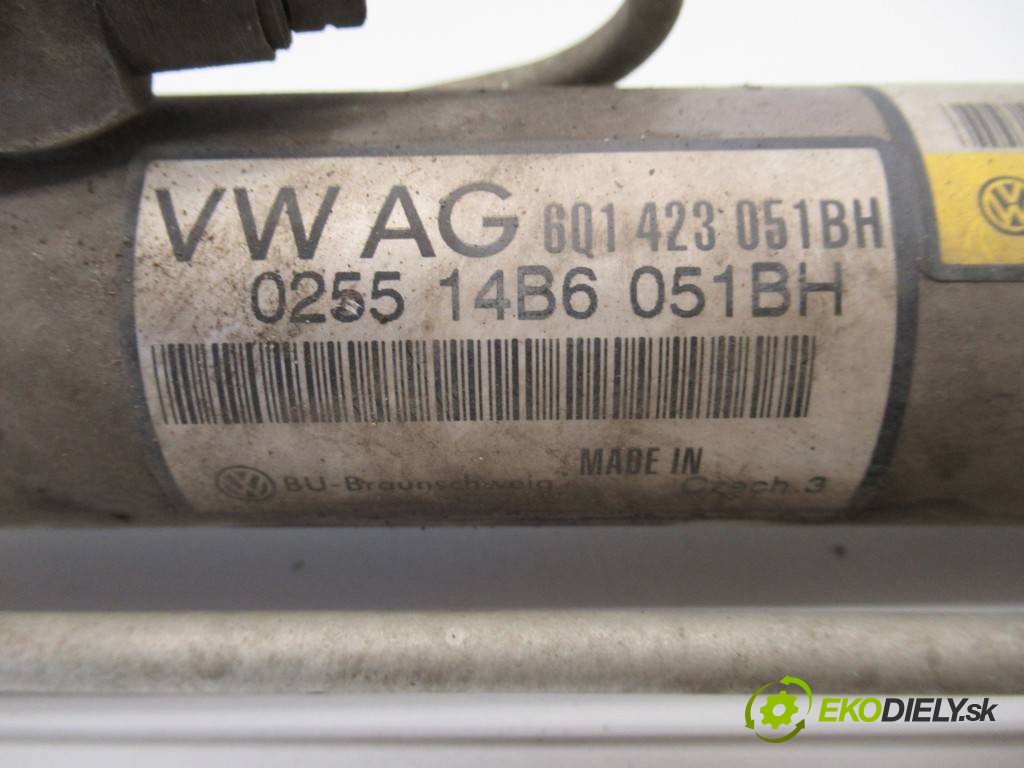 VW AG 6Q1 423 051BH
0255 14B6 051BH
MADE IN
BU-Braunschweig Czech 3
EKODIELY.sk